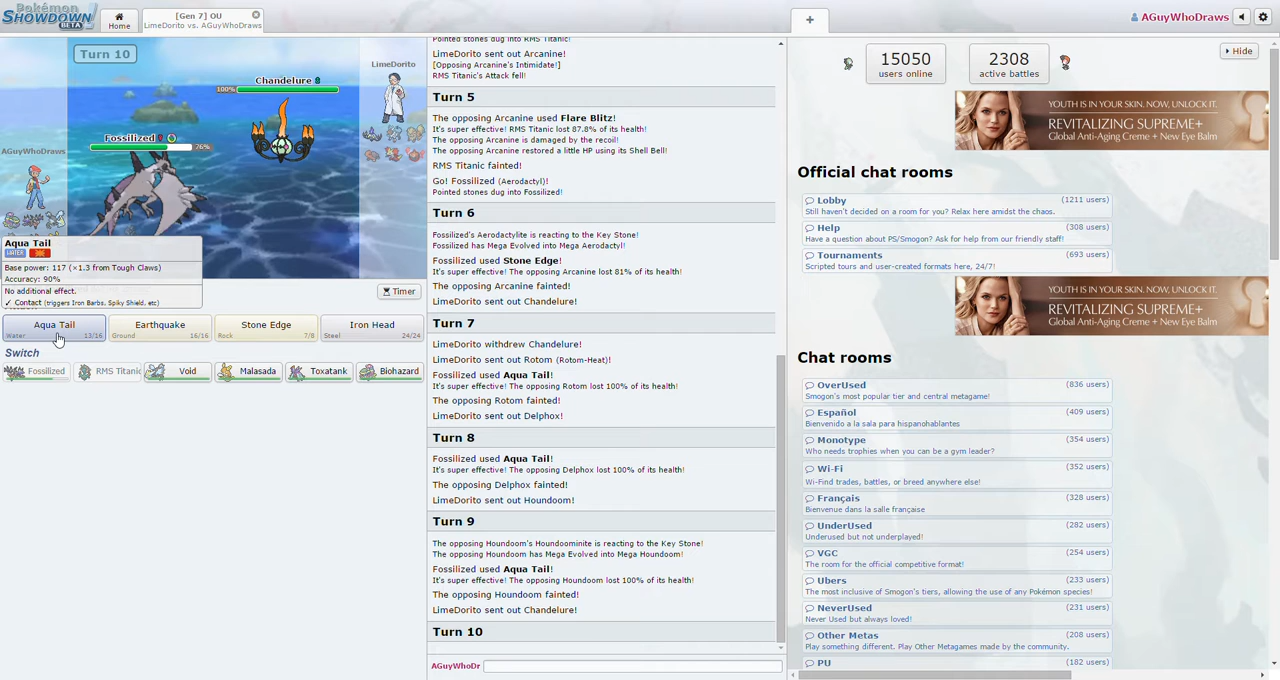 Pokémon
SHOWDOWN
BETA
Home
[Gen 7] OU
LimeDorito vs. AGuyWhoDraws
+
AGuyWhoDraws
Turn 10
Chandelure
100%
LimeDorito
Fossilized
76%
AGuyWhoDraws
Aqua Tail
WATER
Base power: 117 (×1.3 from Tough Claws)
Accuracy: 90%
No additional effect.
✓ Contact (triggers Iron Barbs, Spiky Shield, etc)
Timer
Aqua Tail
Water 13/16
Earthquake
Ground 16/16
Stone Edge
Rock 7/8
Iron Head
Steel 24/24
Switch
Fossilized
RMS Titanic
Void
Malasada
Toxatank
Biohazard
Pointed stones dug into RMS Titanic!
LimeDorito sent out Arcanine!
[Opposing Arcanine's Intimidate!]
RMS Titanic's Attack fell!
Turn 5
The opposing Arcanine used Flare Blitz!
It's super effective! RMS Titanic lost 87.8% of its health!
The opposing Arcanine is damaged by the recoil!
The opposing Arcanine restored a little HP using its Shell Bell!
RMS Titanic fainted!
Go! Fossilized (Aerodactyl)!
Pointed stones dug into Fossilized!
Turn 6
Fossilized's Aerodactylite is reacting to the Key Stone!
Fossilized has Mega Evolved into Mega Aerodactyl!
Fossilized used Stone Edge!
It's super effective! The opposing Arcanine lost 81% of its health!
The opposing Arcanine fainted!
LimeDorito sent out Chandelure!
Turn 7
LimeDorito withdrew Chandelure!
LimeDorito sent out Rotom (Rotom-Heat)!
Fossilized used Aqua Tail!
It's super effective! The opposing Rotom lost 100% of its health!
The opposing Rotom fainted!
LimeDorito sent out Delphox!
Turn 8
Fossilized used Aqua Tail!
It's super effective! The opposing Delphox lost 100% of its health!
The opposing Delphox fainted!
LimeDorito sent out Houndoom!
Turn 9
The opposing Houndoom's Houndoominite is reacting to the Key Stone!
The opposing Houndoom has Mega Evolved into Mega Houndoom!
Fossilized used Aqua Tail!
It's super effective! The opposing Houndoom lost 100% of its health!
The opposing Houndoom fainted!
LimeDorito sent out Chandelure!
Turn 10
AGuyWhoDr
15050
users online
2308
active battles
Hide
YOUTH IS IN YOUR SKIN. NOW, UNLOCK IT.
REVITALIZING SUPREME+
Global Anti-Aging Creme + New Eye Balm
Official chat rooms
Lobby (1211 users)
Still haven't decided on a room for you? Relax here amidst the chaos.
Help (308 users)
Have a question about PS/Smogon? Ask for help from our friendly staff!
Tournaments (693 users)
Scripted tours and user-created formats here, 24/7!
YOUTH IS IN YOUR SKIN. NOW, UNLOCK IT.
REVITALIZING SUPREME+
Global Anti-Aging Creme + New Eye Balm
Chat rooms
OverUsed (836 users)
Smogon's most popular tier and central metagame!
Español (409 users)
Bienvenido a la sala para hispanohablantes
Monotype (354 users)
Who needs trophies when you can be a gym leader?
Wi-Fi (352 users)
Wi-Find trades, battles, or breed anywhere else!
Français (328 users)
Bienvenue dans la salle française
UnderUsed (282 users)
Underused but not underplayed!
VGC (254 users)
The room for the official competitive format!
Ubers (233 users)
The most inclusive of Smogon's tiers, allowing the use of any Pokémon species!
NeverUsed (231 users)
Never Used but always loved!
Other Metas (208 users)
Play something different. Play Other Metagames made by the community.
PU (182 users)